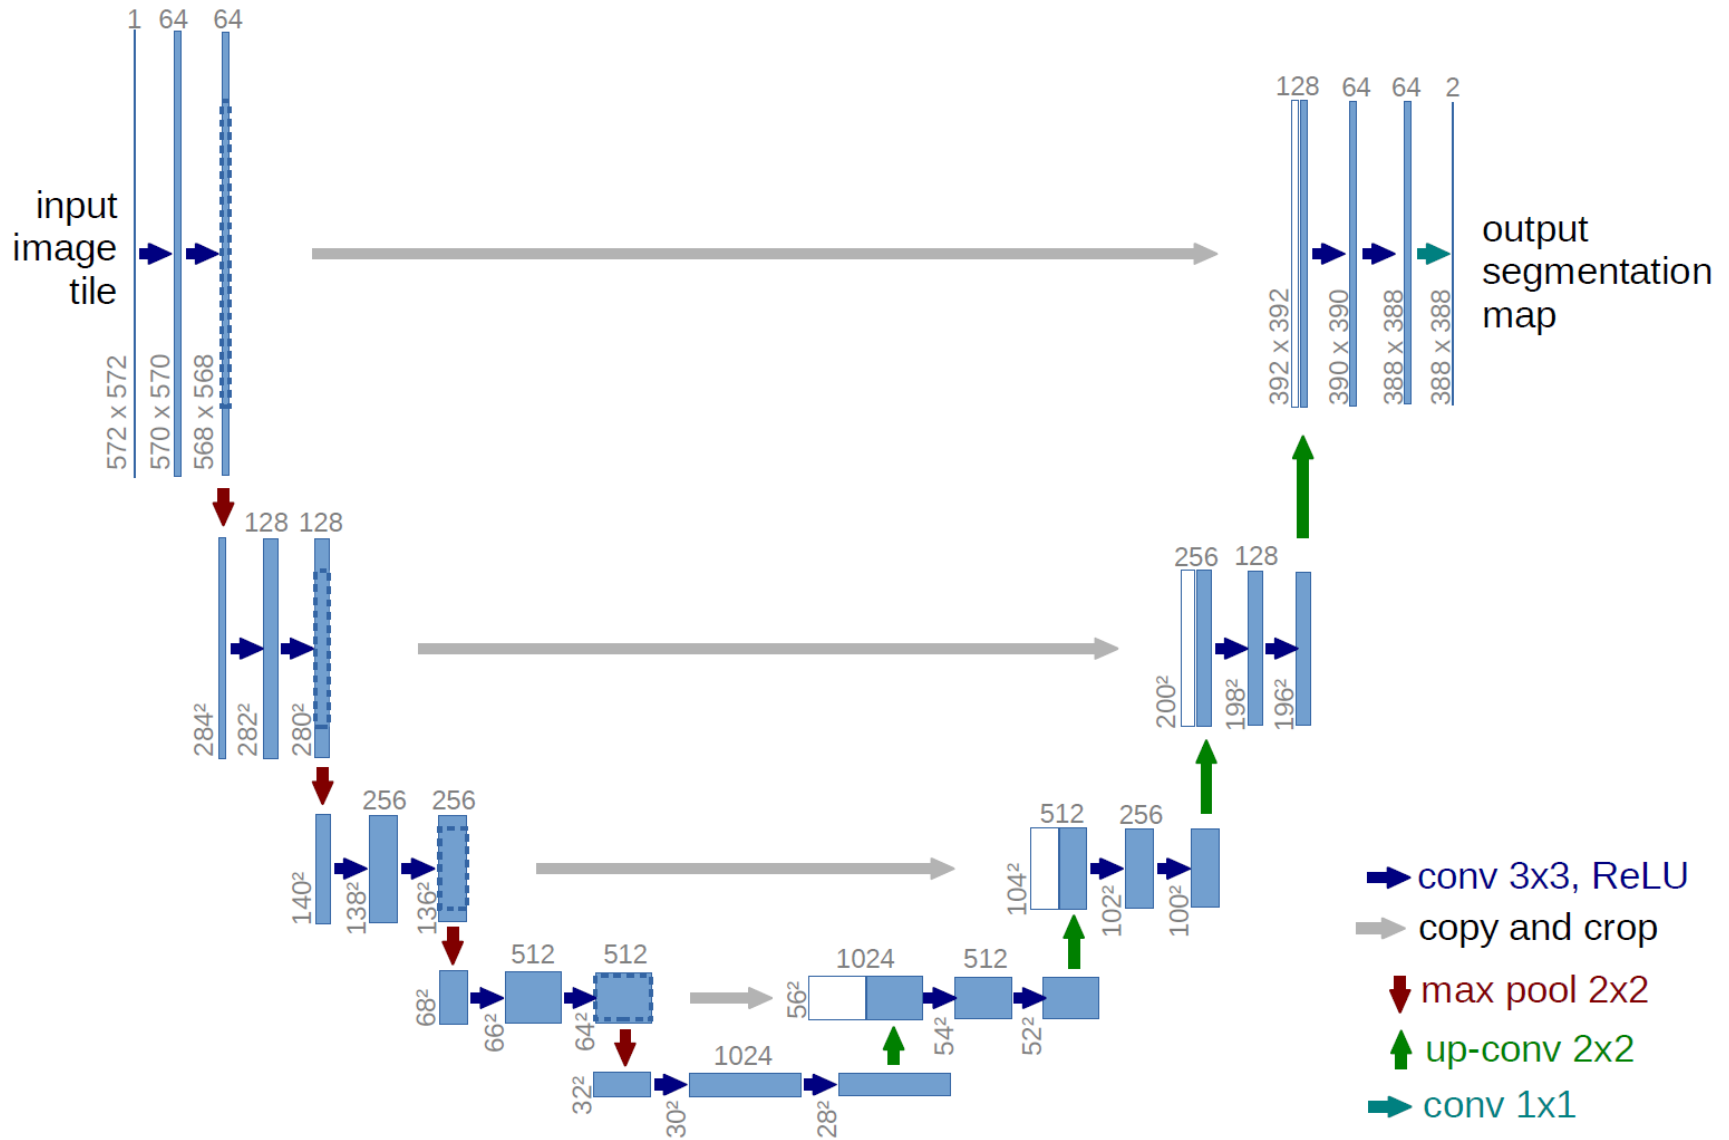 1 64 64
input
image
tile
572 x 572
570 x 570
568 x 568
128 64 64 2
392 x 392
390 x 390
388 x 388
388 x 388
output
segmentation
map
128 128
284²
282²
280²
256 128
200²
198²
196²
256 256
140²
138²
136²
512 256
104²
102²
100²
512 512
68²
66²
64²
1024 512
56²
54²
52²
1024
32²
30²
28²
conv 3x3, ReLU
copy and crop
max pool 2x2
up-conv 2x2
conv 1x1